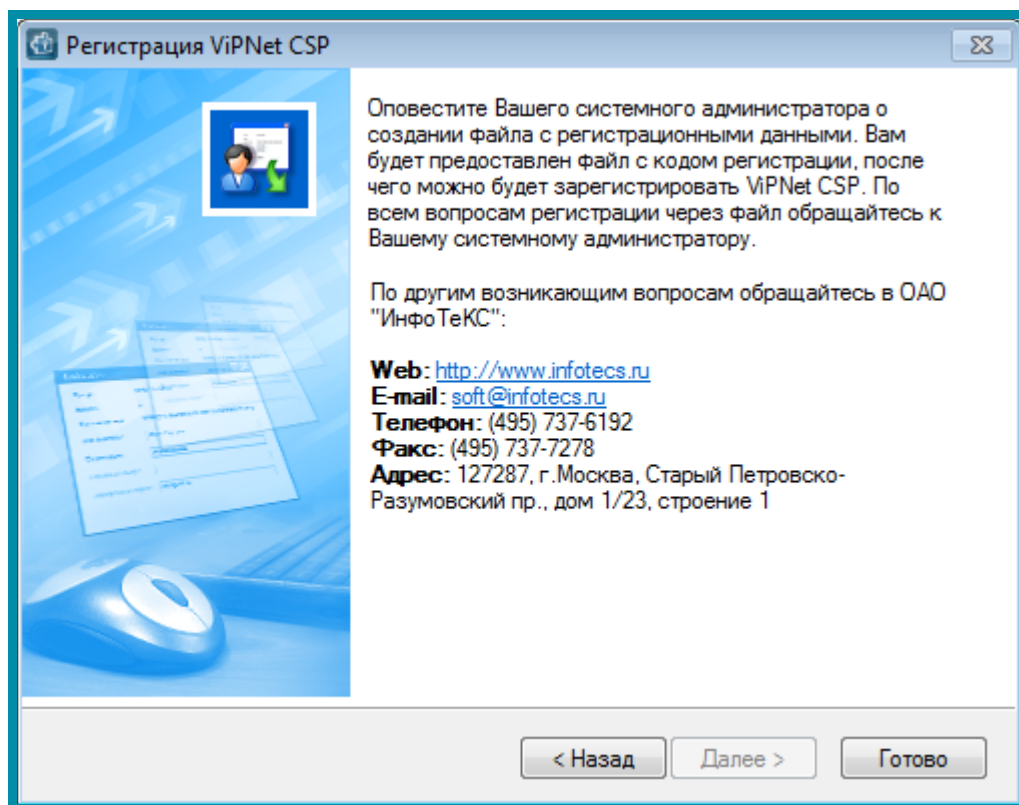 Регистрация ViPNet CSP
Оповестите Вашего системного администратора о
создании файла с регистрационными данными. Вам
будет предоставлен файл с кодом регистрации, после
чего можно будет зарегистрировать ViPNet CSP. По
всем вопросам регистрации через файл обращайтесь к
Вашему системному администратору.
По другим возникающим вопросам обращайтесь в ОАО
"ИнфоТеКС":
Web: http://www.infotecs.ru
E-mail: soft@infotecs.ru
Телефон: (495) 737-6192
Факс: (495) 737-7278
Адрес: 127287, г.Москва, Старый Петровско-
Разумовский пр., дом 1/23, строение 1
< Назад
Далее >
Готово